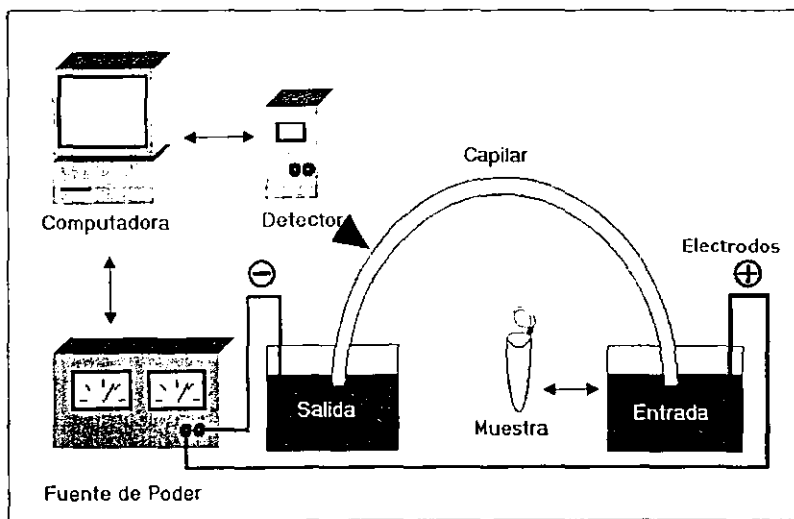 Capilar
Computadora
Detector
Electrodos
−
+
Salida
Muestra
Entrada
Fuente de Poder